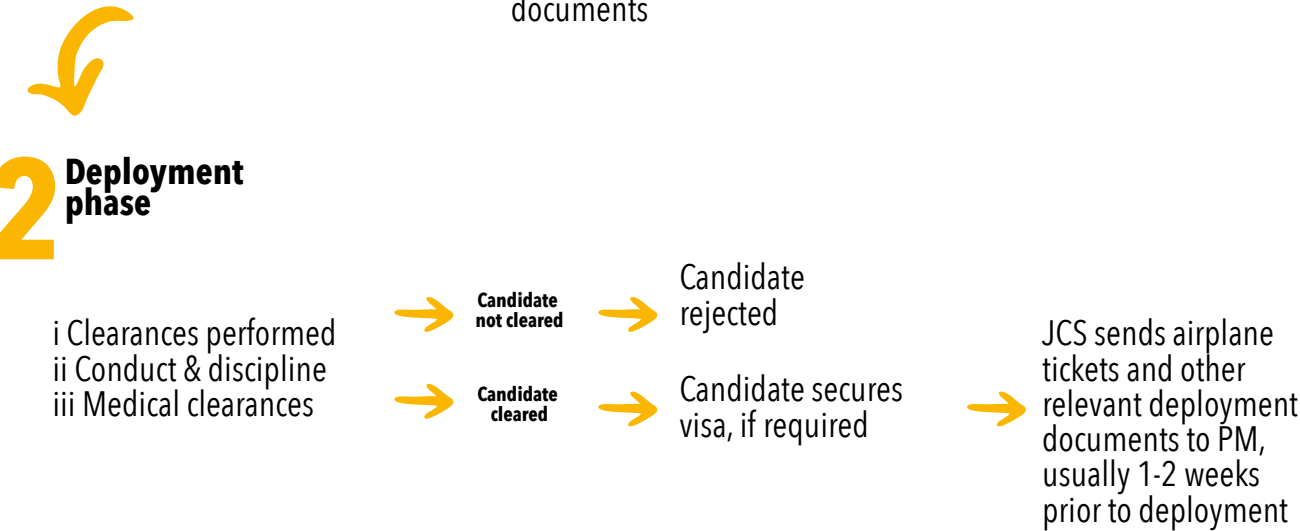 documents
2
Deployment
phase
i Clearances performed
ii Conduct & discipline
iii Medical clearances
Candidate
not cleared
Candidate
rejected
Candidate
cleared
Candidate secures
visa, if required
JCS sends airplane
tickets and other
relevant deployment
documents to PM,
usually 1-2 weeks
prior to deployment